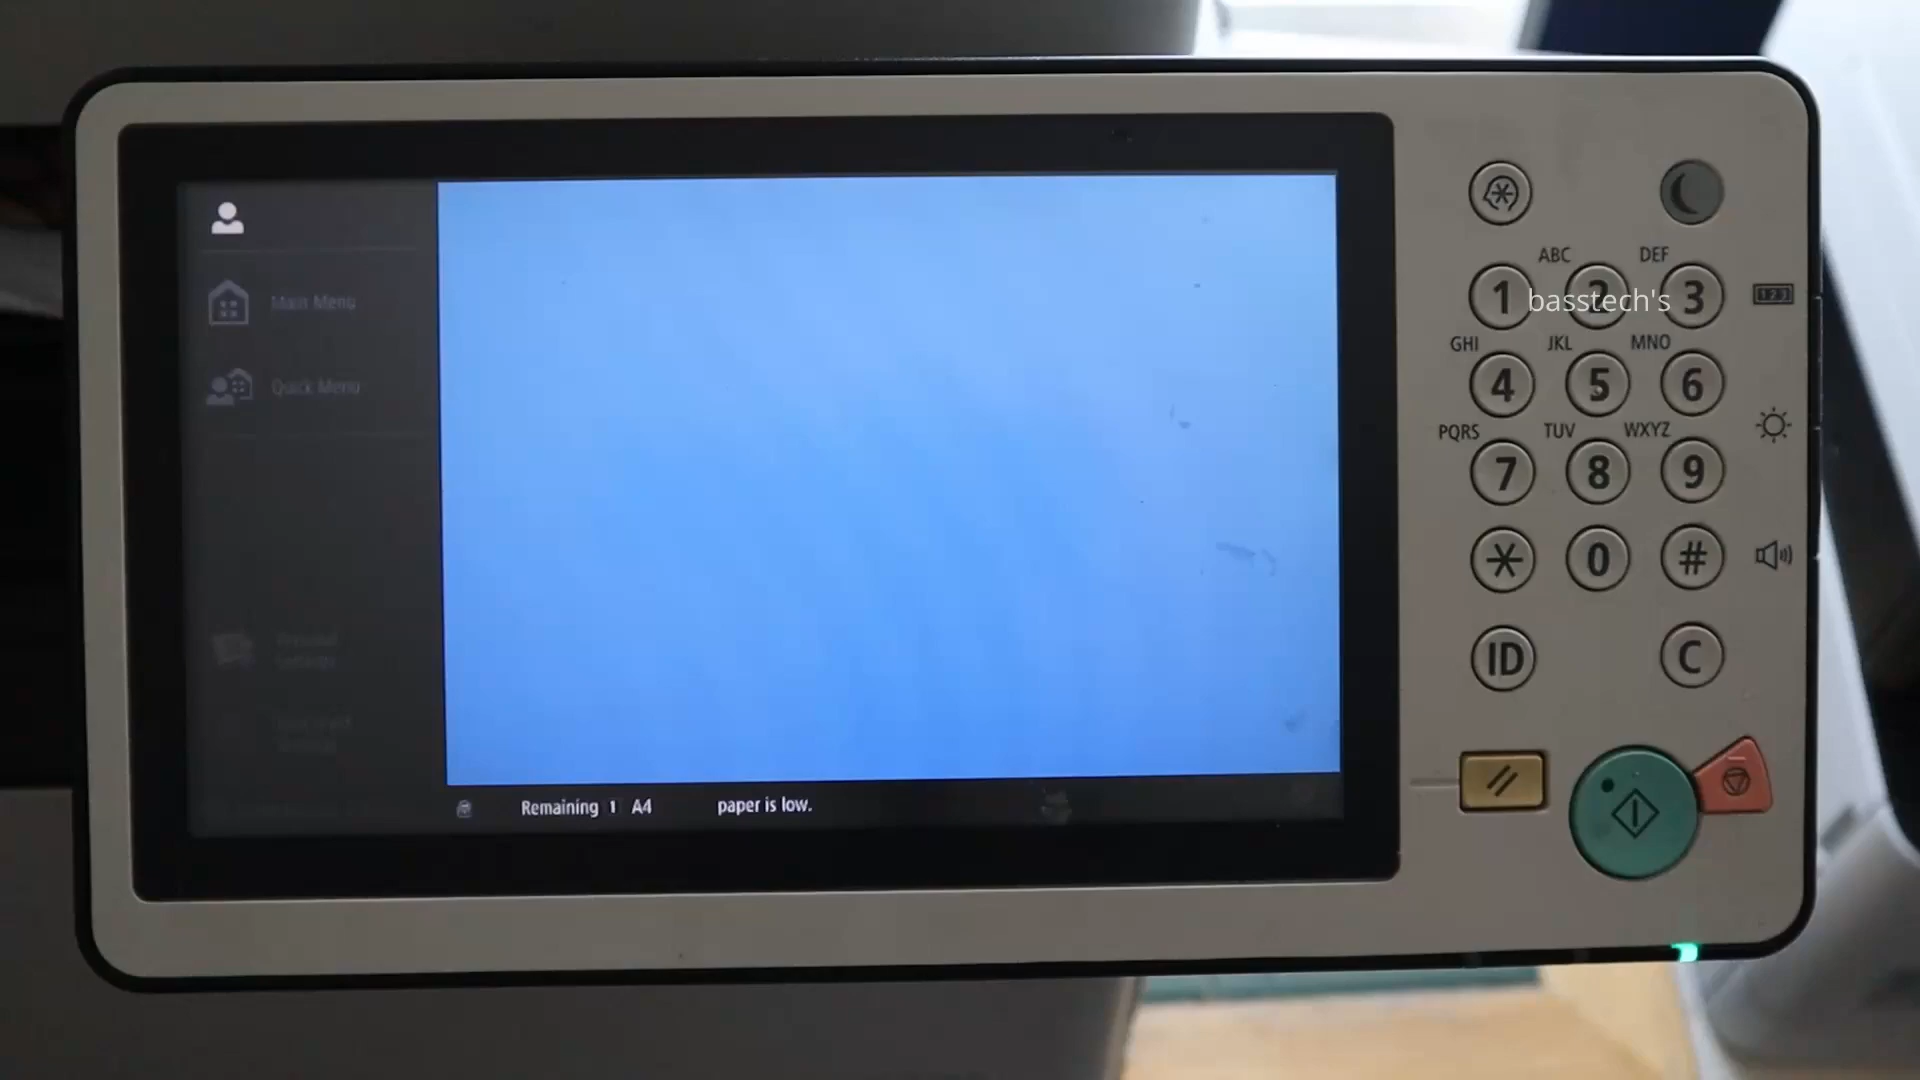 Main Menu
Quick Menu
Remaining 1 A4 paper is low.
ABC DEF
1 2 3
123
basstech's
GHI JKL MNO
4 5 6
PQRS TUV WXYZ
7 8 9
* 0 #
ID C